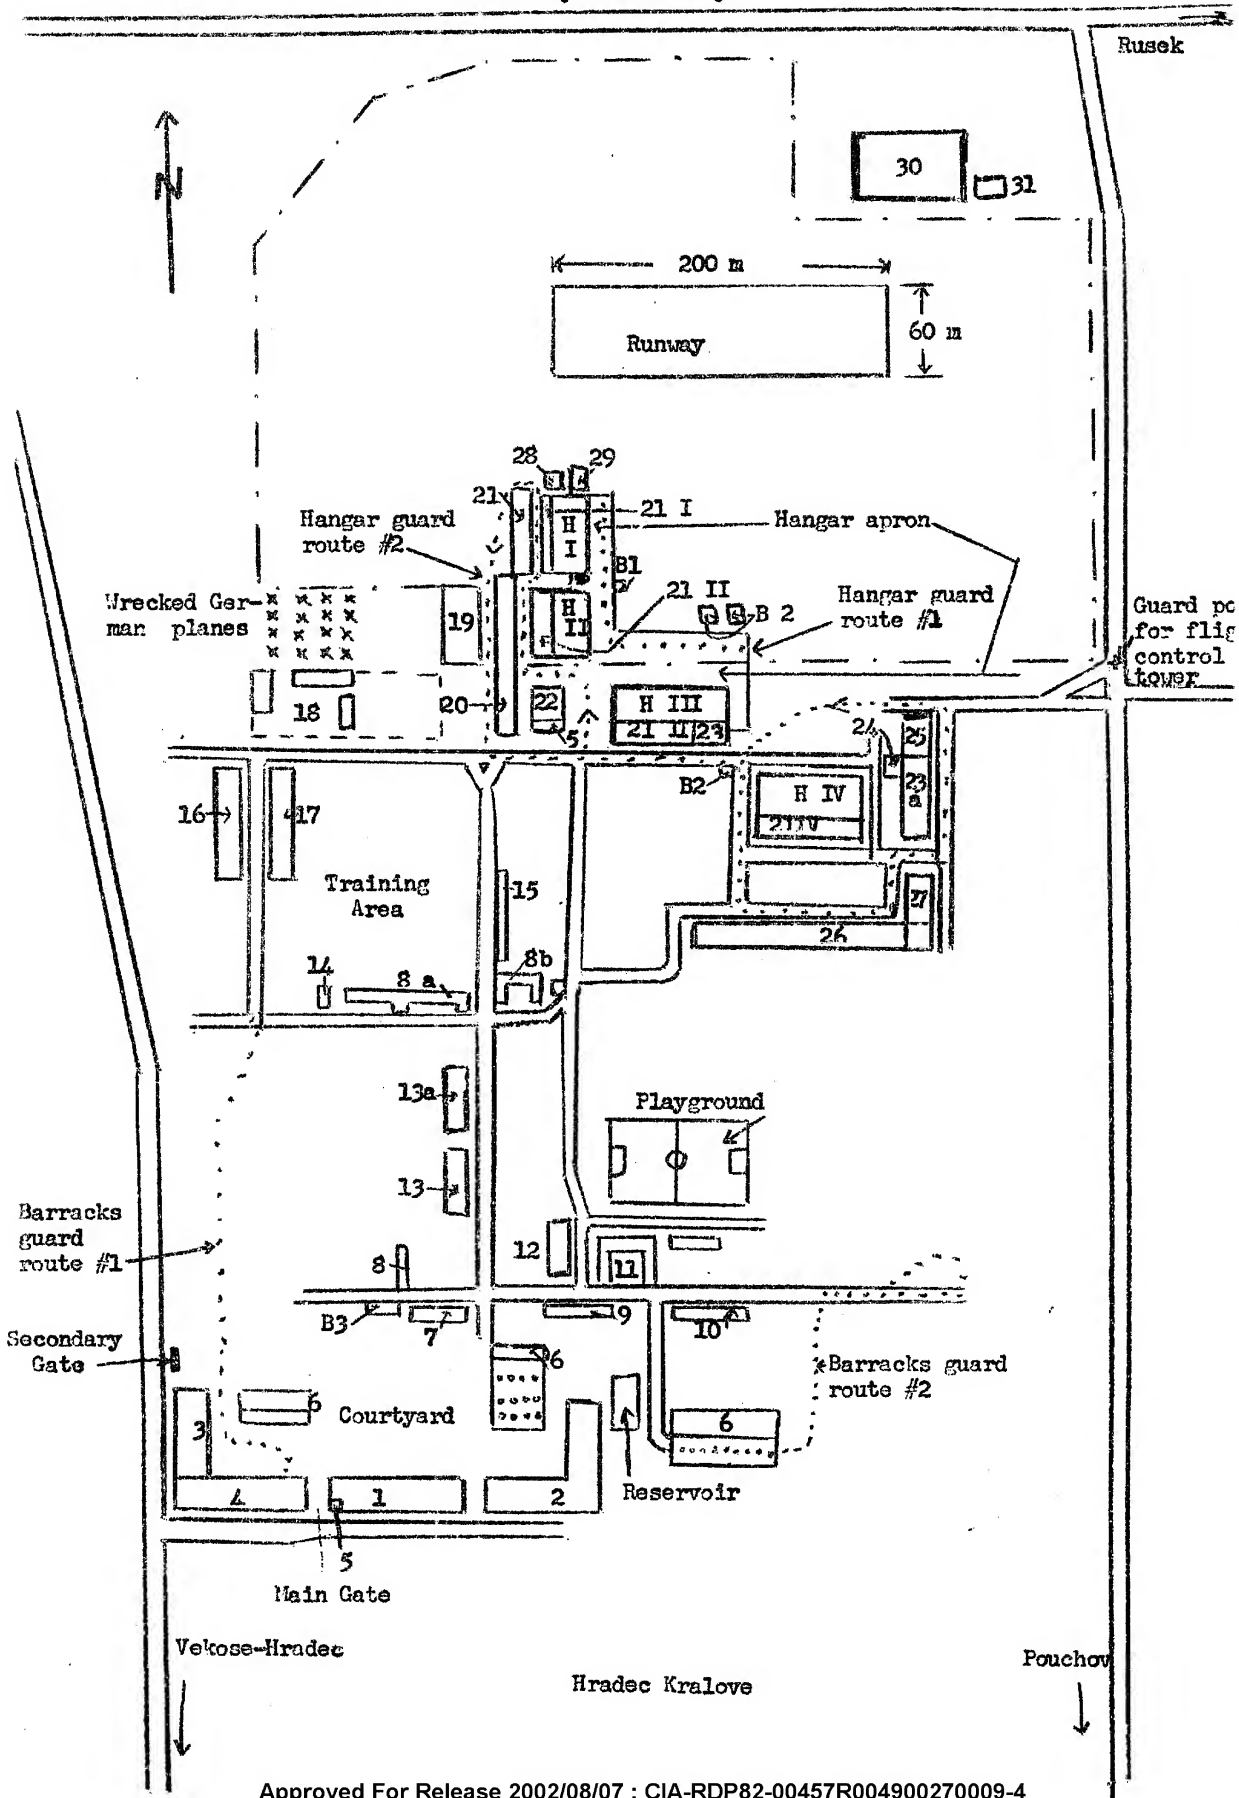 Rusek
N
30
31
200 m
60 m
Runway
28
29
21
21 I
Hangar guard
route #2
H
I
Hangar apron
B1
21 II
Wrecked Ger-
man planes
H
II
B 2
Hangar guard
route #1
Guard
for
control
tower
19
18
20
22
5
H III
21 II
23
24
25
B2
H IV
21IV
23
a
16
17
Training
Area
15
27
26
14
8 a
8b
13a
Playground
13
Barracks
guard
route #1
12
11
8
B3
7
9
10
Secondary
Gate
6
Barracks guard
route #2
3
6
Courtyard
6
4
1
2
Reservoir
5
Main Gate
Vekose-Hradec
Pouchov
Hradec Kralove
Approved For Release 2002/08/07 : CIA-RDP82-00457R004900270009-4